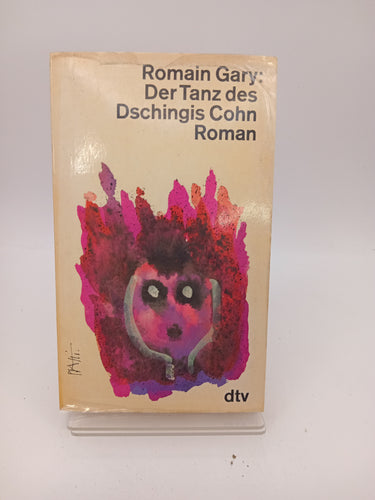 Romain Gary:
Der Tanz des
Dschingis Cohn
Roman
dtv